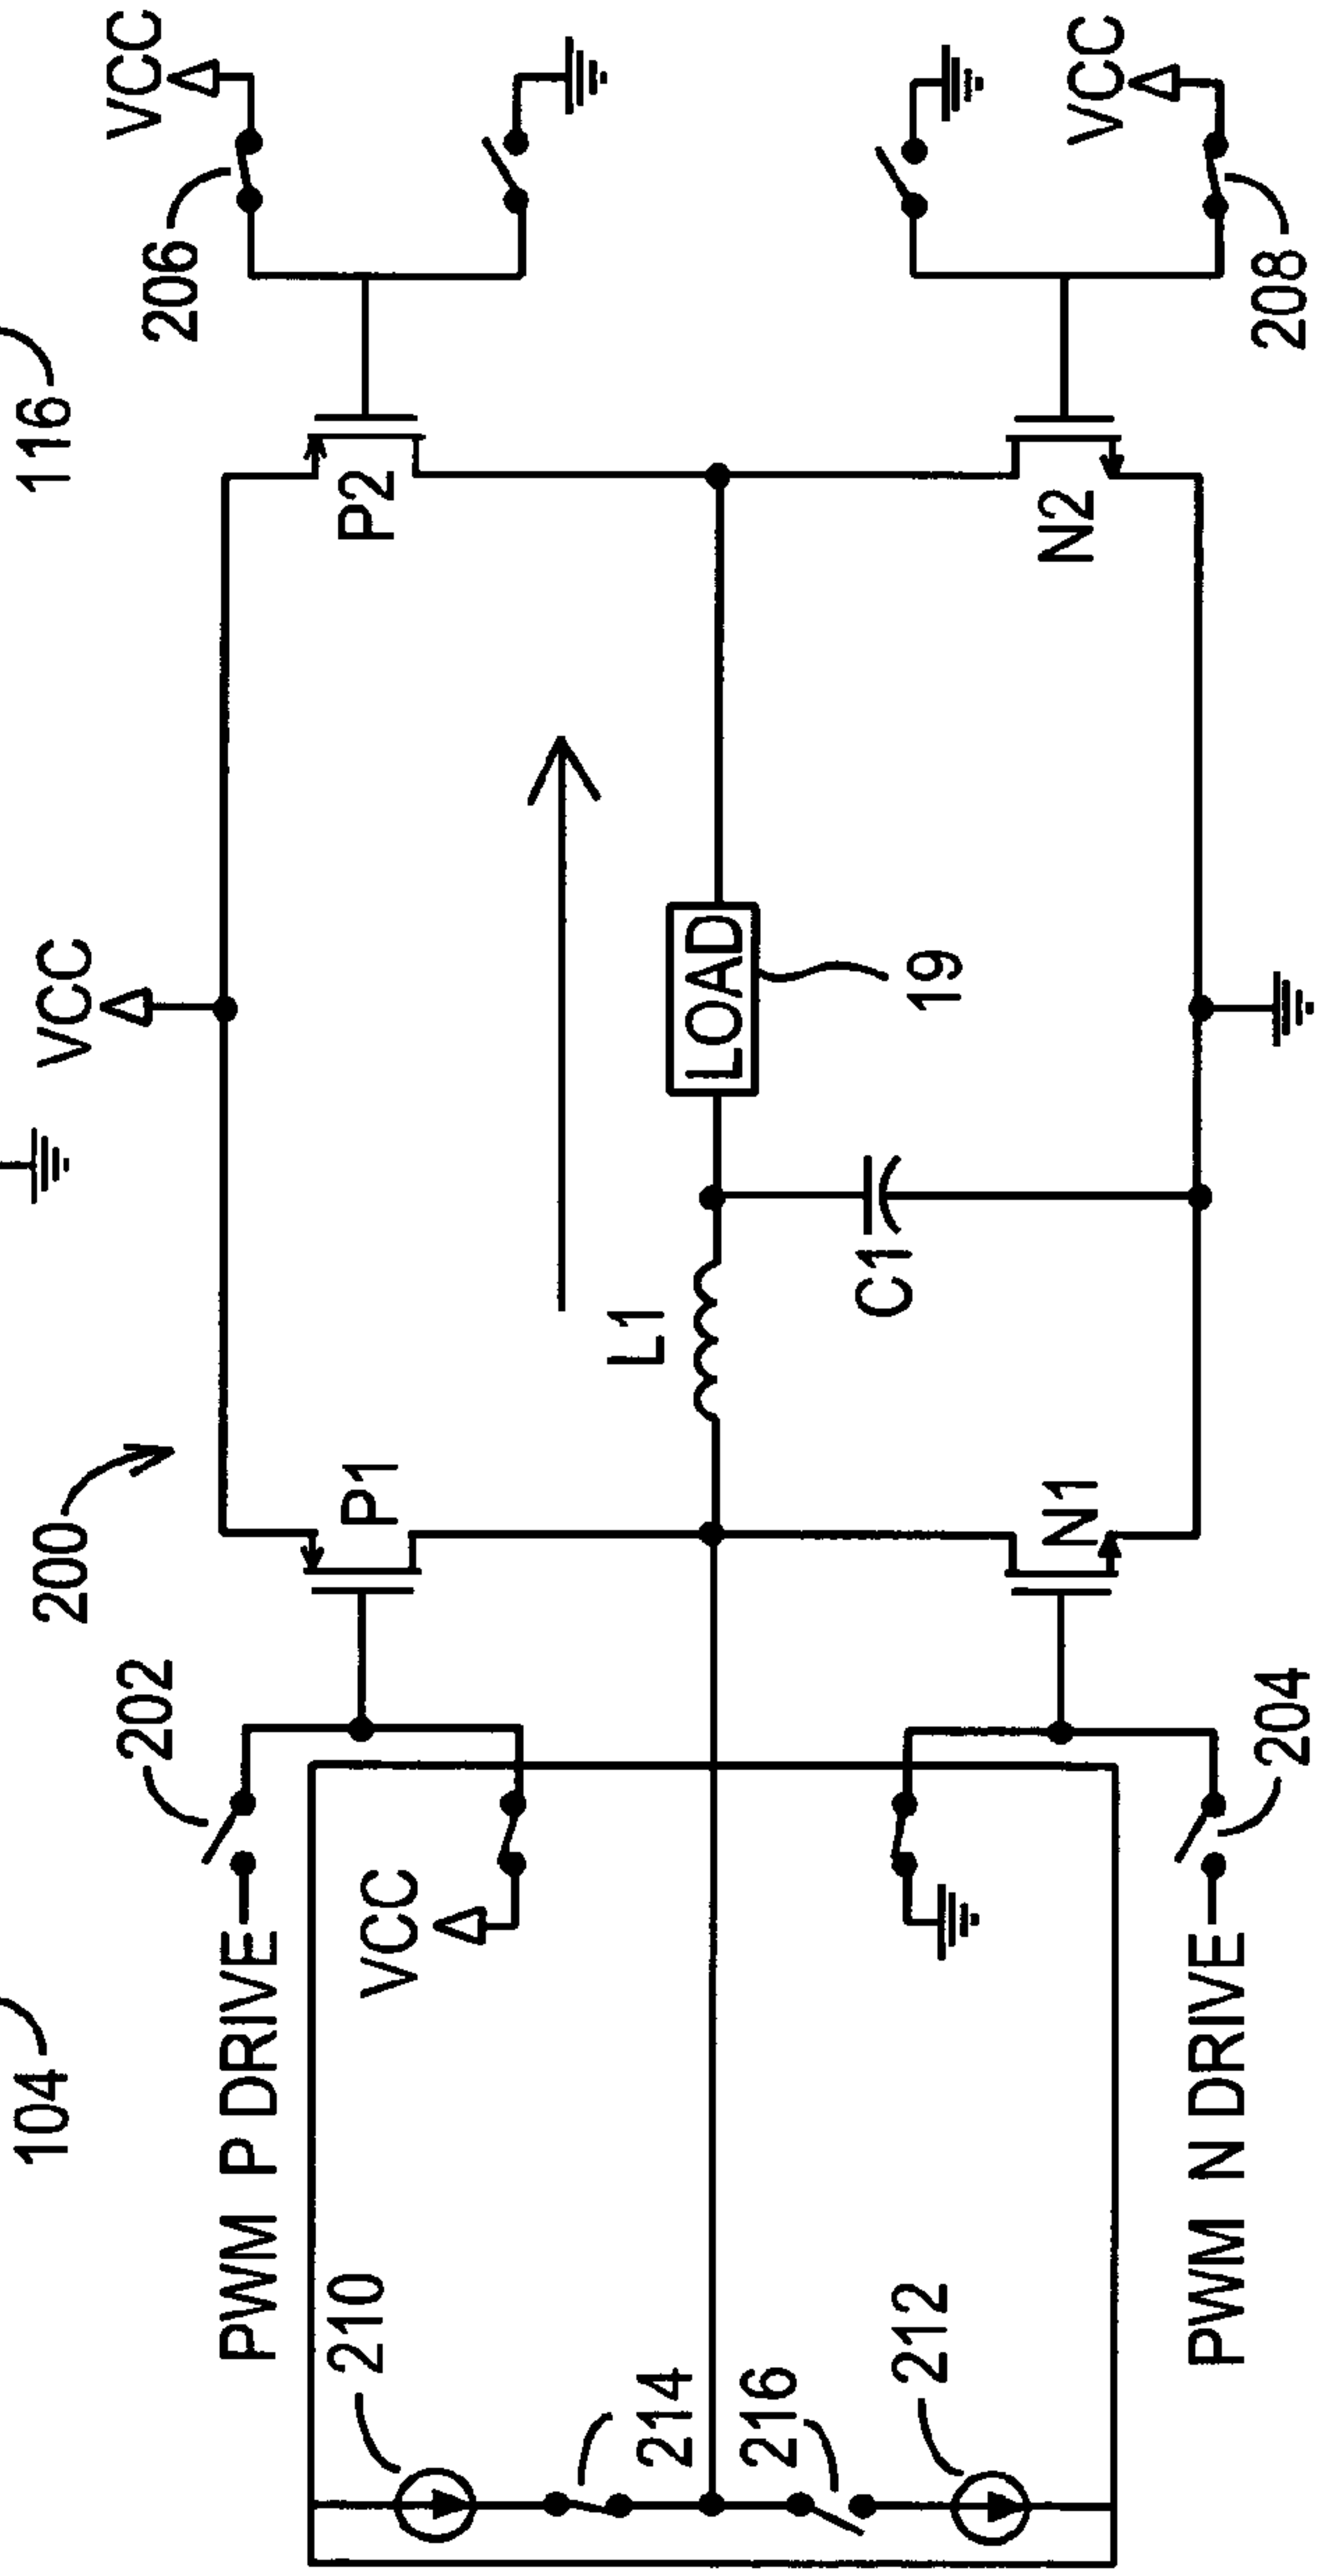 104
116
200
VCC
VCC
206
202
PWM P DRIVE
P1
P2
VCC
210
L1
214
LOAD
216
19
C1
212
N1
N2
VCC
PWM N DRIVE
204
208